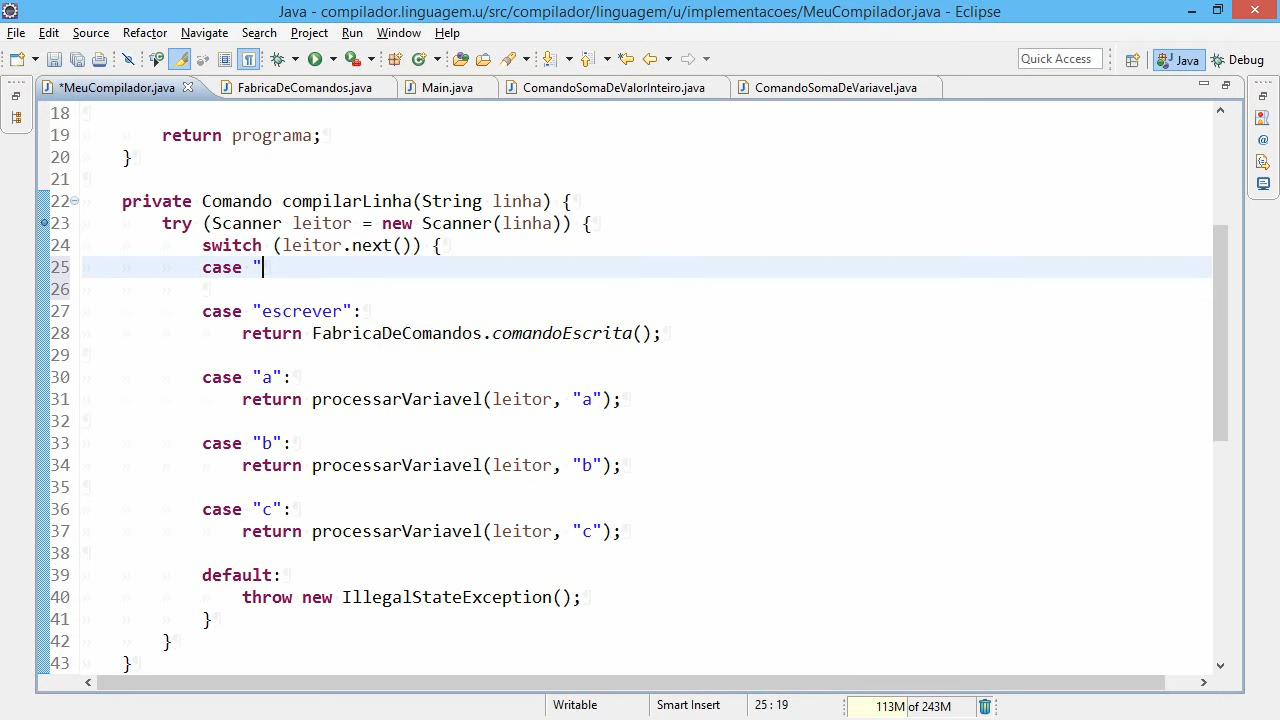 Java - compilador.linguagem.u/src/compilador/linguagem/u/implementacoes/MeuCompilador.java - Eclipse
File Edit Source Refactor Navigate Search Project Run Window Help
Quick Access Java Debug
*MeuCompilador.java FabricaDeComandos.java Main.java ComandoSomaDeValorInteiro.java ComandoSomaDeVariavel.java
18
19 return programa;
20 }
21
22 private Comando compilarLinha(String linha) {
23 try (Scanner leitor = new Scanner(linha)) {
24 switch (leitor.next()) {
25 case "
26
27 case "escrever":
28 return FabricaDeComandos.comandoEscrita();
29
30 case "a":
31 return processarVariavel(leitor, "a");
32
33 case "b":
34 return processarVariavel(leitor, "b");
35
36 case "c":
37 return processarVariavel(leitor, "c");
38
39 default:
40 throw new IllegalStateException();
41 }
42 }
43 }
Writable Smart Insert 25 : 19 113M of 243M